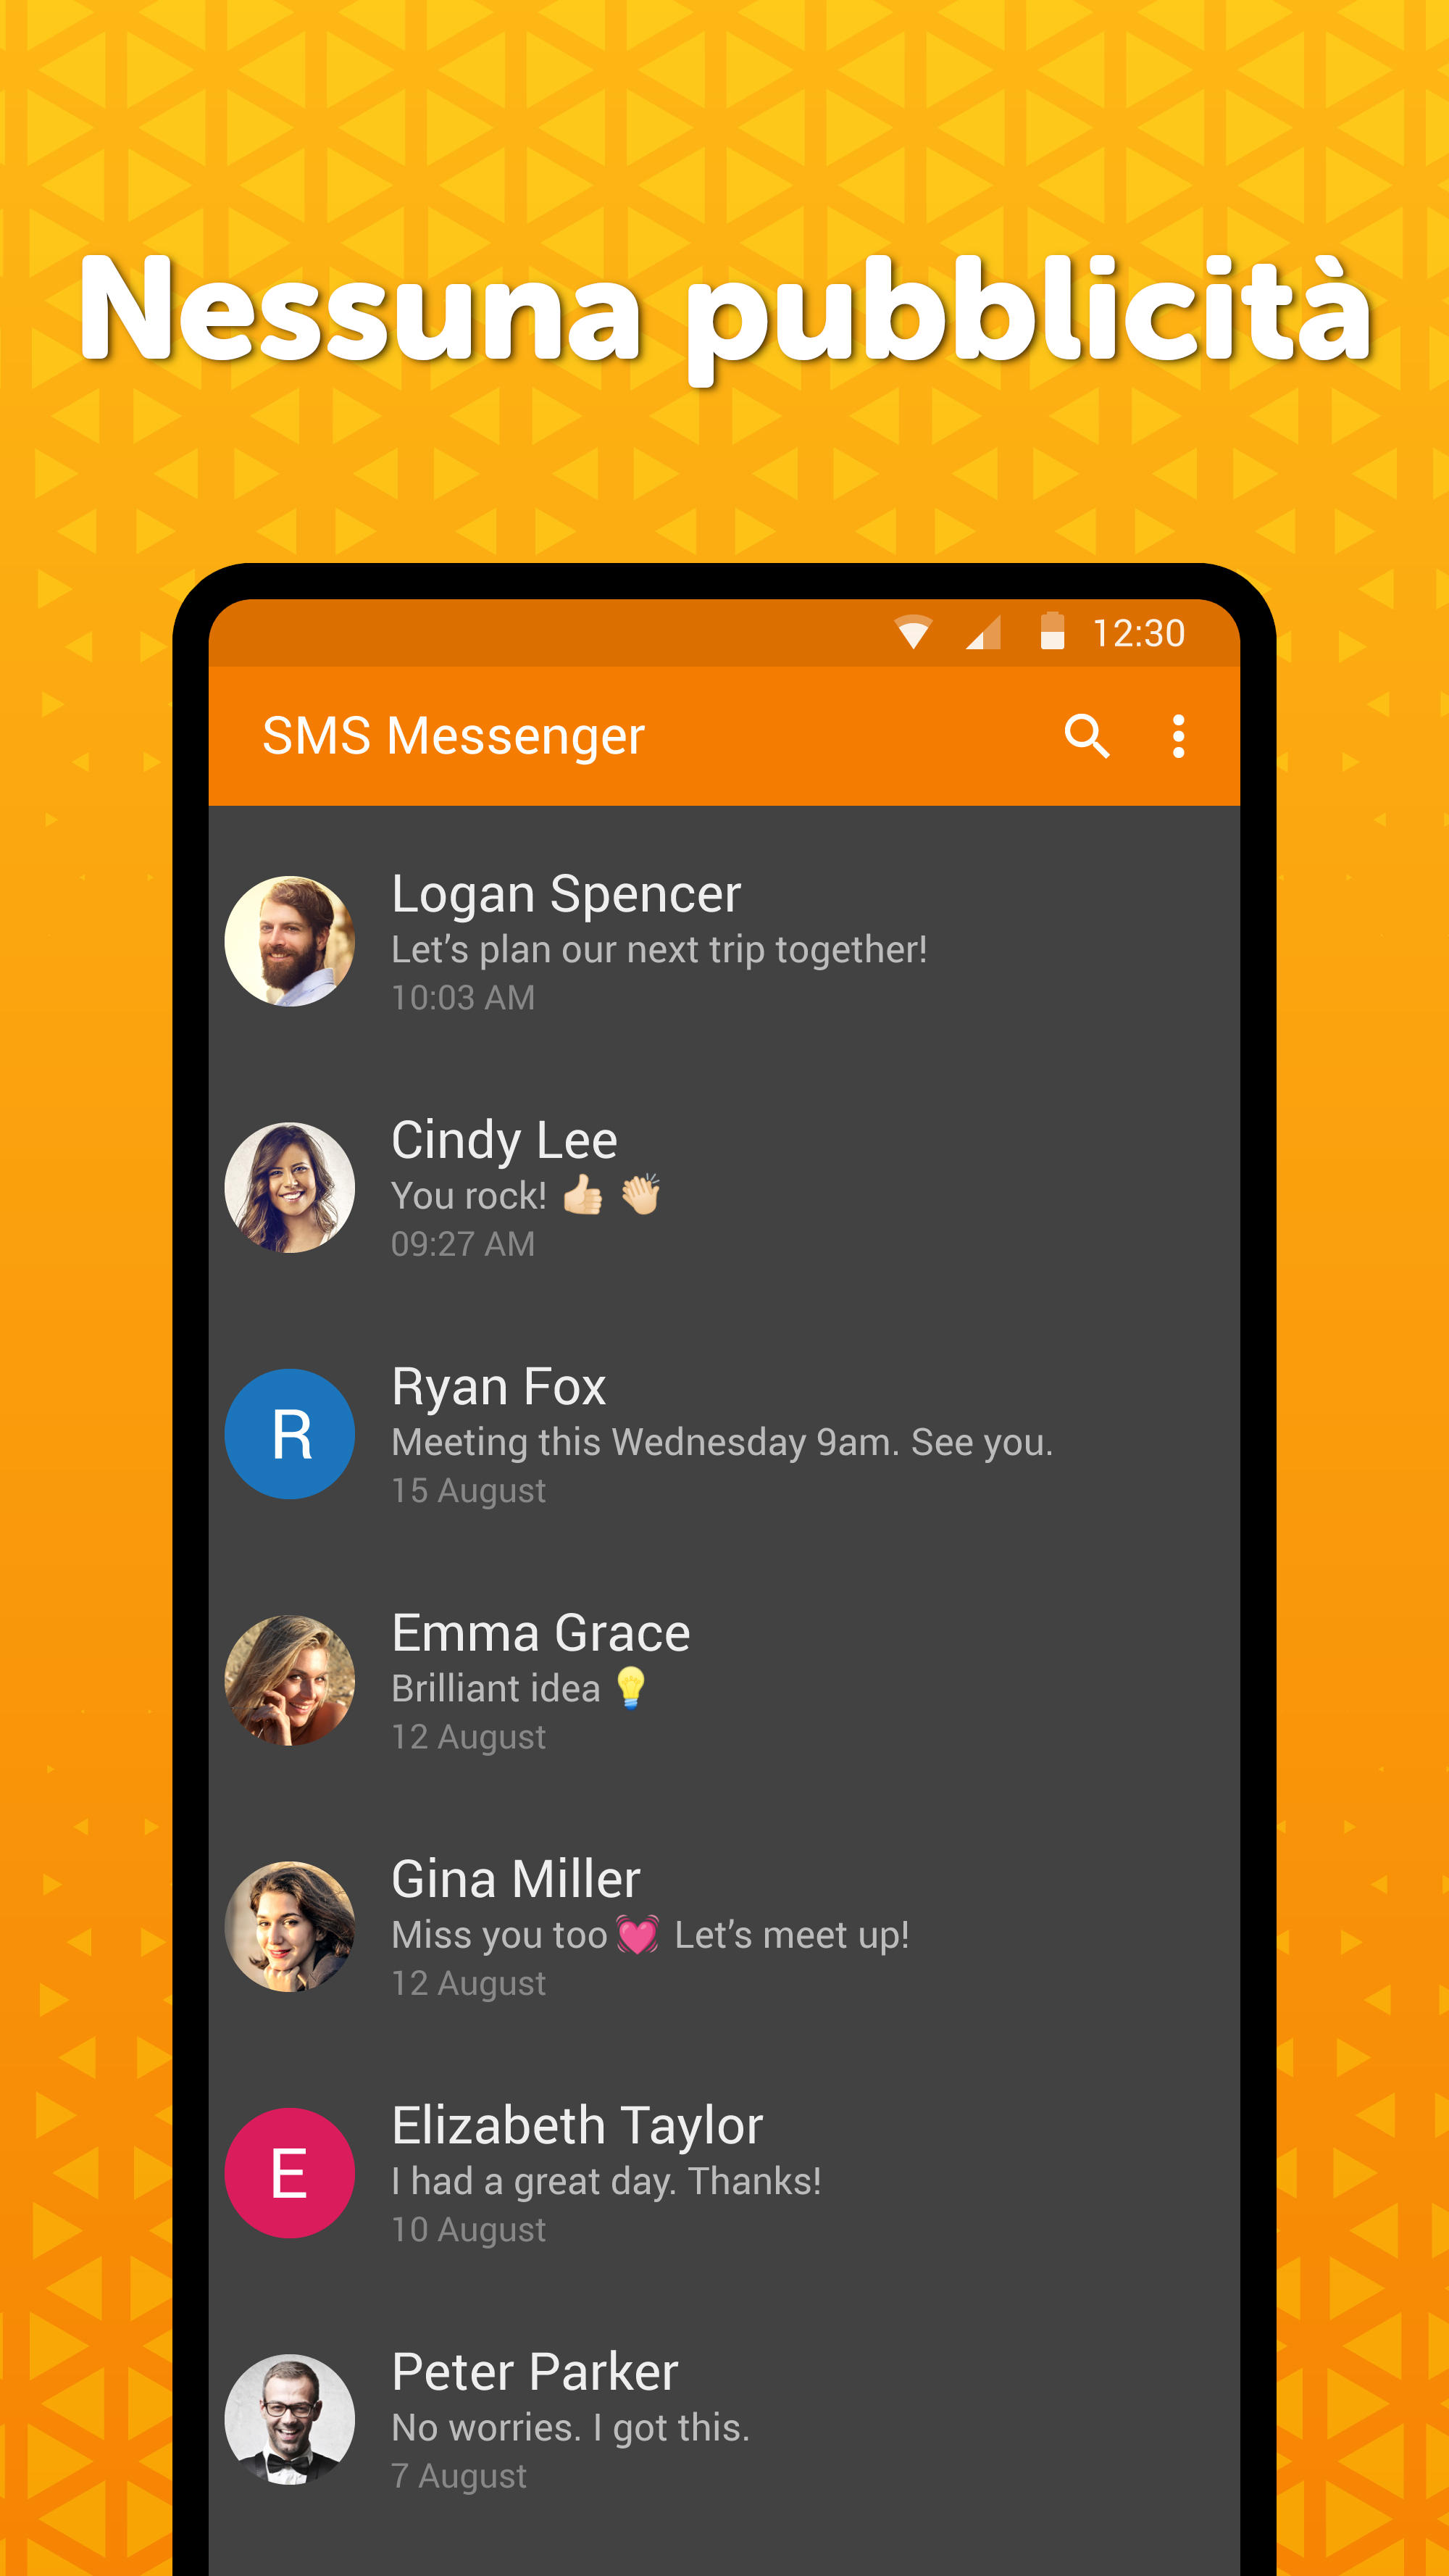 Nessuna pubblicità
12:30
SMS Messenger
Logan Spencer
Let’s plan our next trip together!
10:03 AM
Cindy Lee
You rock! 👍🏼 👏🏼
09:27 AM
R
Ryan Fox
Meeting this Wednesday 9am. See you.
15 August
Emma Grace
Brilliant idea 💡
12 August
Gina Miller
Miss you too 💓 Let’s meet up!
12 August
E
Elizabeth Taylor
I had a great day. Thanks!
10 August
Peter Parker
No worries. I got this.
7 August